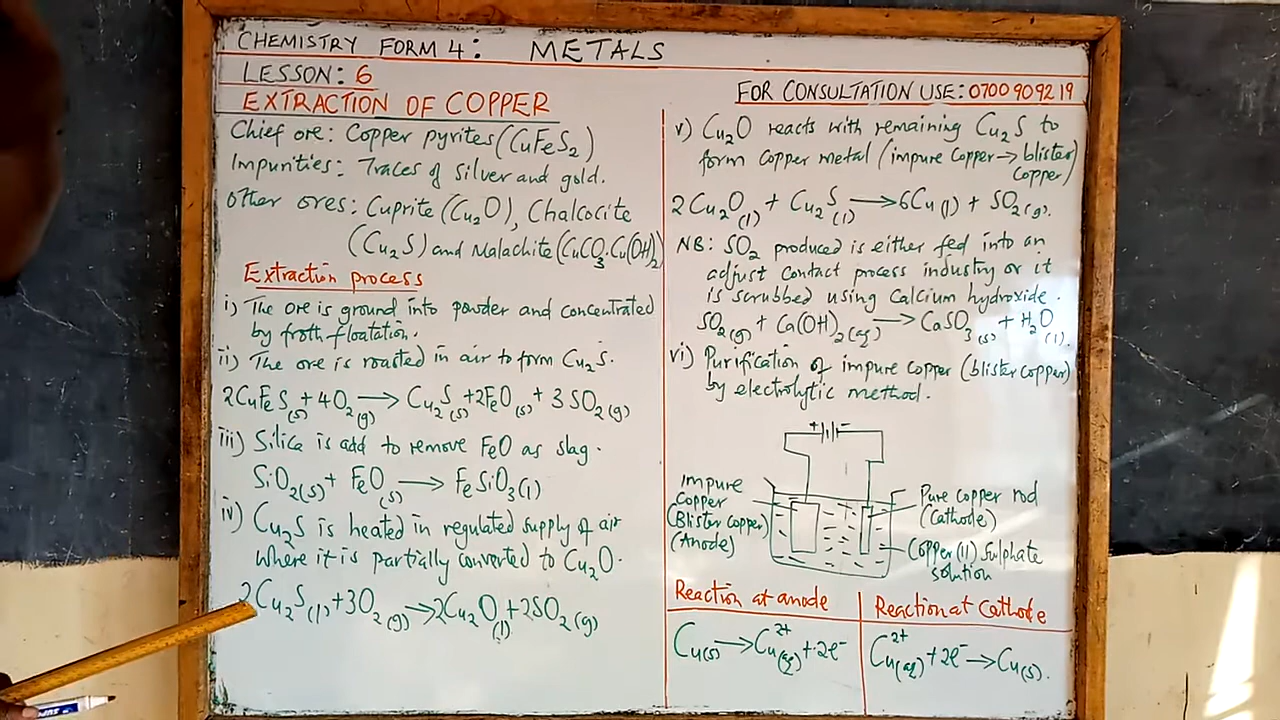 CHEMISTRY FORM 4: METALS
LESSON: 6
EXTRACTION OF COPPER
Chief ore: Copper pyrites (CuFeS₂)
Impurities: Traces of Silver and gold.
Other ores: Cuprite (Cu₂O), Chalcocite
(Cu₂S) and Malachite (CuCO₃.Cu(OH)₂)
Extraction process
i) The ore is ground into powder and concentrated
by froth floatation.
ii) The ore is roasted in air to form Cu₂S.
2CuFeS(s) + 4O₂(g) → Cu₂S(s) + 2FeO(s) + 3SO₂(g)
iii) Silica is add to remove FeO as slag.
SiO₂(s) + FeO(s) → FeSiO₃(l)
iv) Cu₂S is heated in regulated supply of air
where it is partially converted to Cu₂O.
2Cu₂S(l) + 3O₂(g) → 2Cu₂O(l) + 2SO₂(g)
FOR CONSULTATION USE: 0700909219
v) Cu₂O reacts with remaining Cu₂S to
form copper metal (impure copper → blister
copper)
2Cu₂O(l) + Cu₂S(l) → 6Cu(l) + SO₂(g).
NB: SO₂ produced is either fed into an
adjust contact process industry or it
is scrubbed using Calcium hydroxide.
SO₂(g) + Ca(OH)₂(aq) → CaSO₃(s) + H₂O(l).
vi) Purification of impure copper (blister copper)
by electrolytic method.
+ -
Impure
Copper
(Blister copper)
(Anode)
Pure copper rod
(Cathode)
Copper (II) Sulphate
solution
Reaction at anode
Cu(s) → Cu²⁺(aq) + 2e⁻
Reaction at Cathode
Cu²⁺(aq) + 2e⁻ → Cu(s).